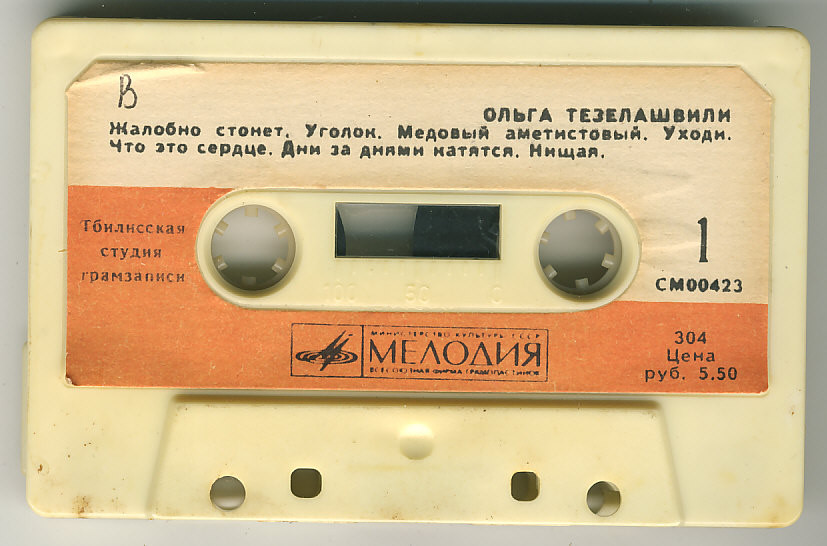 В
ОЛЬГА ТЕЗЕЛАШВИЛИ
Жалобно стонет. Уголок. Медовый аметистовый. Уходи.
Что это сердце. Дни за днями катятся. Нищая.
Тбилисская
студия
грамзаписи
1
СМ00423
100 50 0
МИНИСТЕРСТВО КУЛЬТУРЫ СССР
МЕЛОДИЯ
ВСЕСОЮЗНАЯ ФИРМА ГРАМПЛАСТИНОК
304
Цена
руб. 5.50